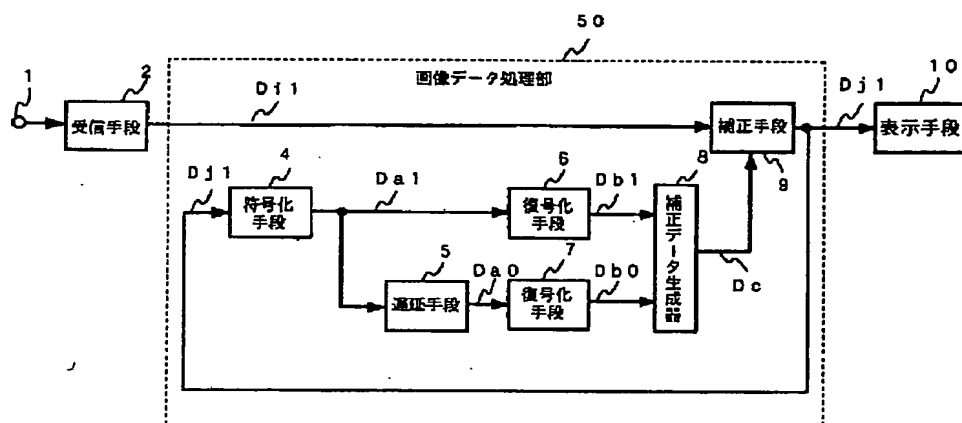 50
画像データ処理部
1
2
受信手段
Di1
補正手段
9
Dj1
10
表示手段
Dj1
4
符号化
手段
Da1
6
復号化
手段
Db1
8
補正データ生成器
Dc
5
遅延手段
Da0
7
復号化
手段
Db0